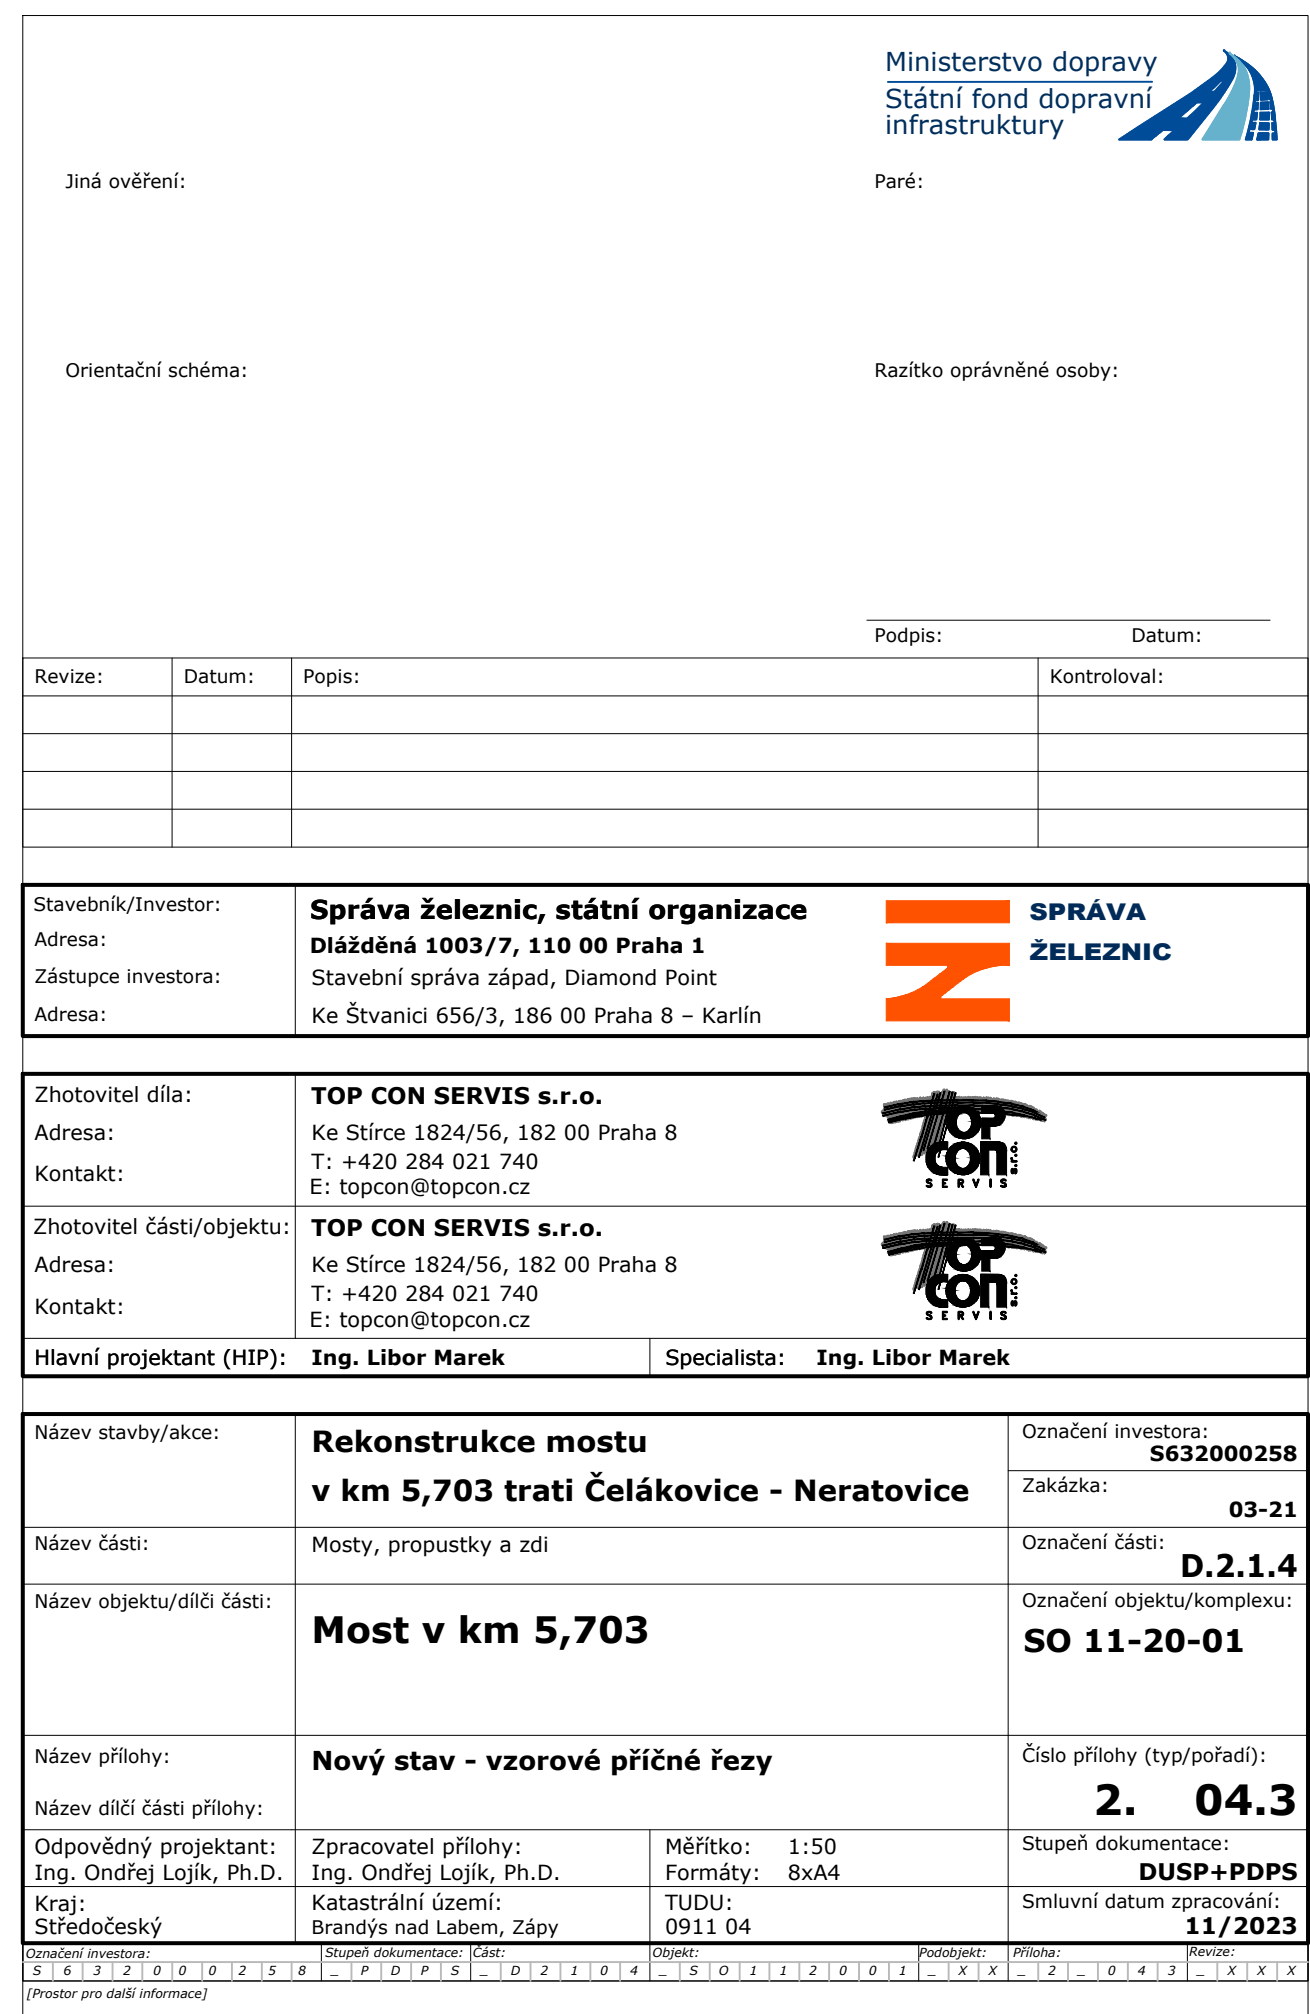 Ministerstvo dopravy
Státní fond dopravní
infrastruktury
Jiná ověření:
Paré:
Orientační schéma:
Razítko oprávněné osoby:
Podpis: Datum:
Revize: Datum: Popis: Kontroloval:
Stavebník/Investor: Správa železnic, státní organizace
Adresa: Dlážděná 1003/7, 110 00 Praha 1
Zástupce investora: Stavební správa západ, Diamond Point
Adresa: Ke Štvanici 656/3, 186 00 Praha 8 – Karlín
SPRÁVA
ŽELEZNIC
Zhotovitel díla: TOP CON SERVIS s.r.o.
Adresa: Ke Stírce 1824/56, 182 00 Praha 8
Kontakt: T: +420 284 021 740
E: topcon@topcon.cz
TOP
CON s.r.o.
SERVIS
Zhotovitel části/objektu: TOP CON SERVIS s.r.o.
Adresa: Ke Stírce 1824/56, 182 00 Praha 8
Kontakt: T: +420 284 021 740
E: topcon@topcon.cz
TOP
CON s.r.o.
SERVIS
Hlavní projektant (HIP): Ing. Libor Marek Specialista: Ing. Libor Marek
Název stavby/akce: Rekonstrukce mostu
v km 5,703 trati Čelákovice - Neratovice
Označení investora:
S632000258
Zakázka:
03-21
Název části: Mosty, propustky a zdi
Označení části:
D.2.1.4
Název objektu/dílči části:
Most v km 5,703
Označení objektu/komplexu:
SO 11-20-01
Název přílohy: Nový stav - vzorové příčné řezy
Číslo přílohy (typ/pořadí):
2. 04.3
Název dílčí části přílohy:
Odpovědný projektant: Zpracovatel přílohy: Měřítko: 1:50 Stupeň dokumentace:
Ing. Ondřej Lojík, Ph.D. Ing. Ondřej Lojík, Ph.D. Formáty: 8xA4 DUSP+PDPS
Kraj: Katastrální území: TUDU: Smluvní datum zpracování:
Středočeský Brandýs nad Labem, Zápy 0911 04 11/2023
Označení investora: Stupeň dokumentace: Část: Objekt: Podobjekt: Příloha: Revize:
S 6 3 2 0 0 0 2 5 8 _ P D P S _ D 2 1 0 4 _ S O 1 1 2 0 0 1 _ X X _ 2 _ 0 4 3 _ X X X
[Prostor pro další informace]